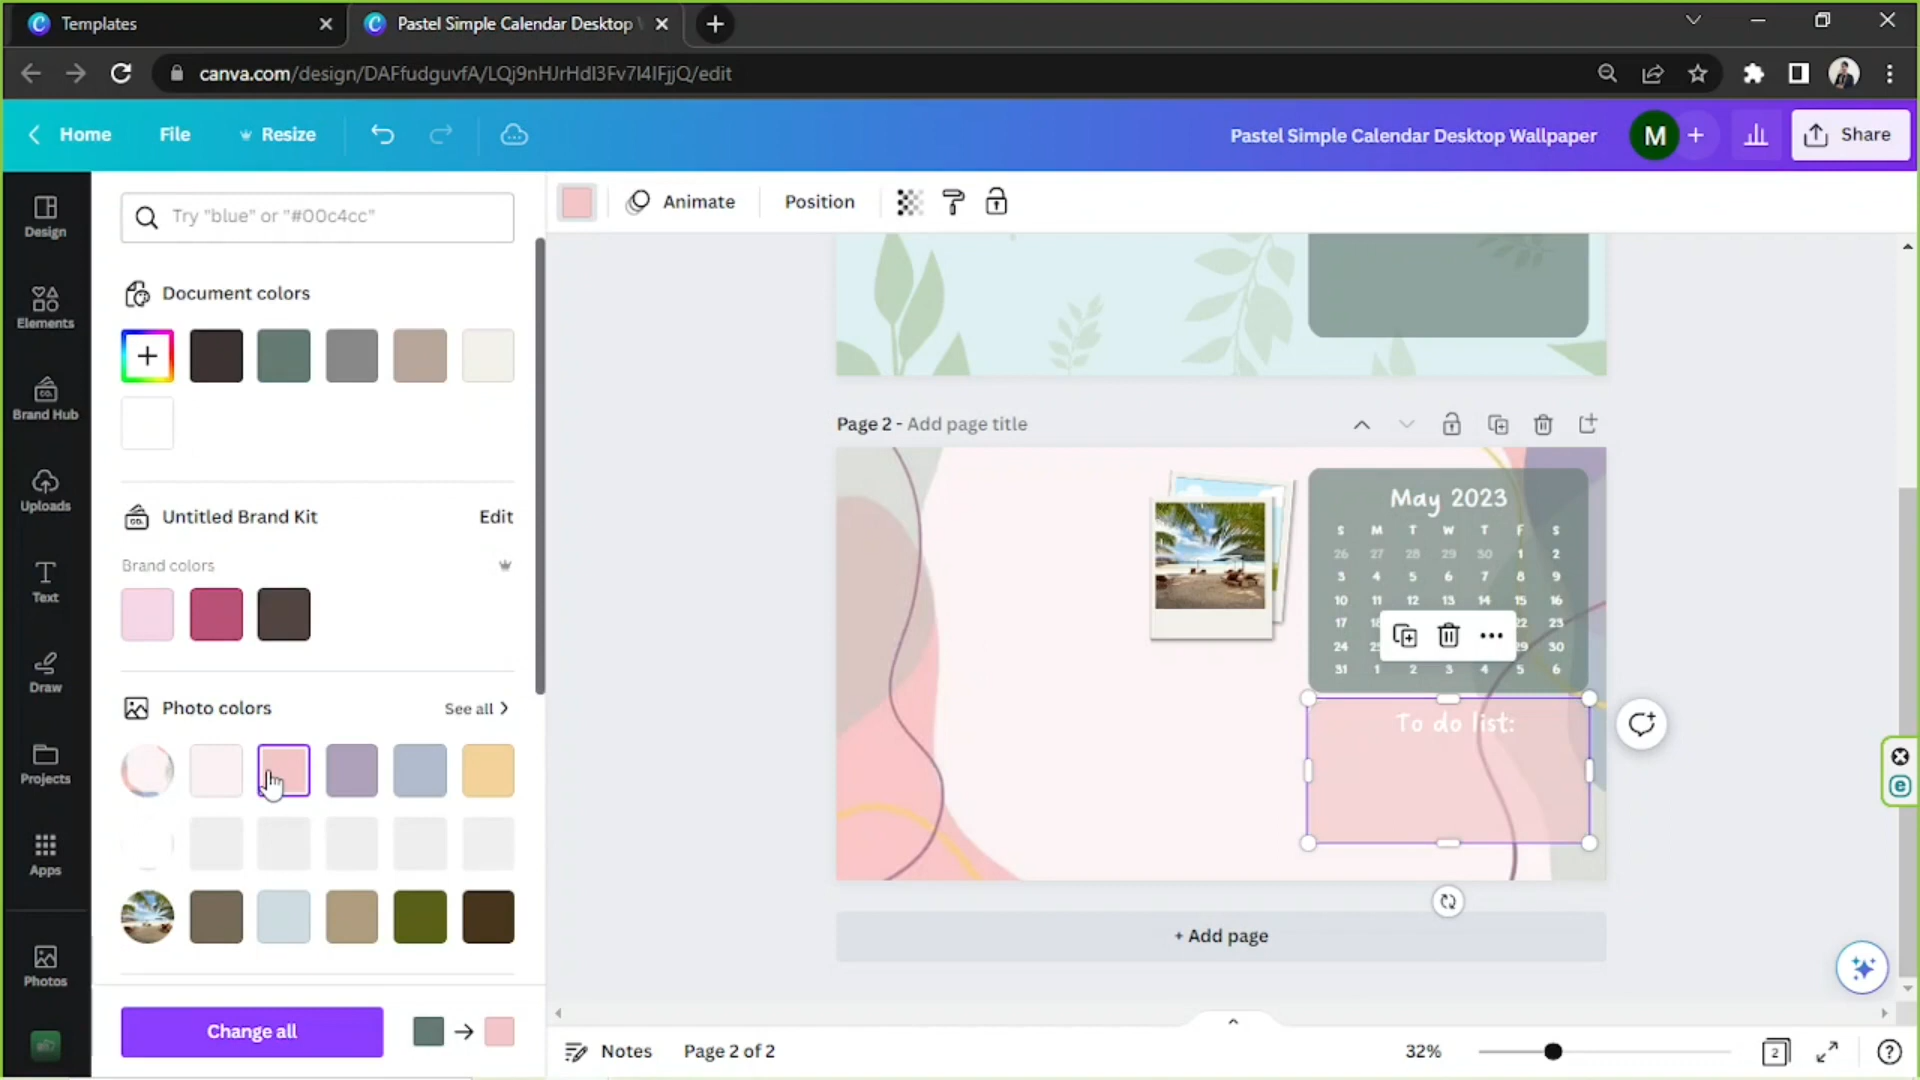 Templates
Pastel Simple Calendar Desktop
canva.com/design/DAFfudguvfA/LQj9nHJrHdI3Fv7I4IFjjQ/edit
Home
File
Resize
Pastel Simple Calendar Desktop Wallpaper
M
Share
Design
Elements
Brand Hub
Uploads
Text
Draw
Projects
Apps
Photos
Try "blue" or "#00c4cc"
Document colors
Untitled Brand Kit
Edit
Brand colors
Photo colors
See all
Change all
Animate
Position
Page 2 - Add page title
May 2023
S M T W T F S
26 27 28 29 30 1 2
3 4 5 6 7 8 9
10 11 12 13 14 15 16
17 22 23
24 29 30
31 1 2 3 4 5 6
To do list:
+ Add page
Notes
Page 2 of 2
32%
2